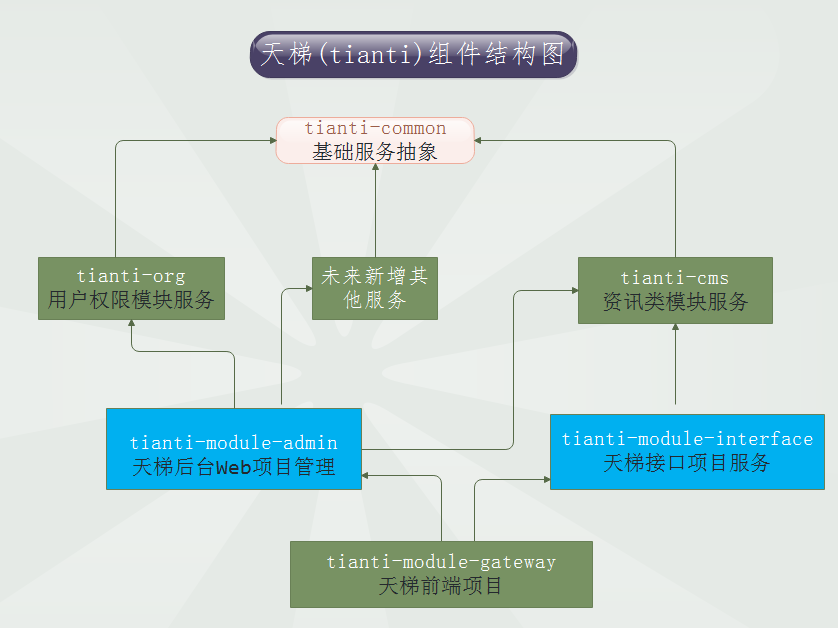 天梯(tianti)组件结构图
tianti-common
基础服务抽象
tianti-org
用户权限模块服务
未来新增其
他服务
tianti-cms
资讯类模块服务
tianti-module-admin
天梯后台Web项目管理
tianti-module-interface
天梯接口项目服务
tianti-module-gateway
天梯前端项目